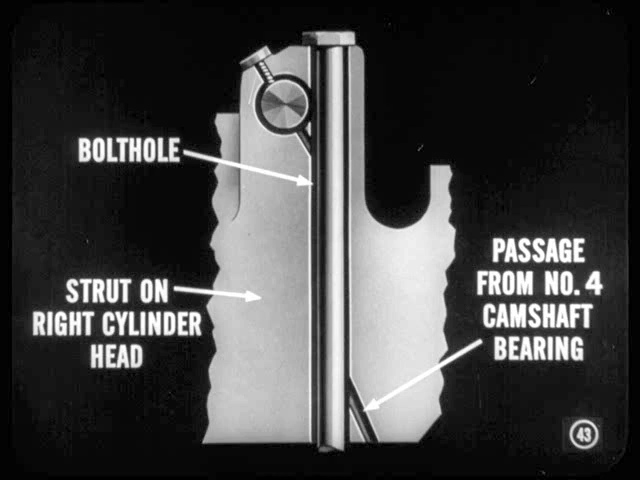 BOLTHOLE
STRUT ON
RIGHT CYLINDER
HEAD
PASSAGE
FROM NO. 4
CAMSHAFT
BEARING
43